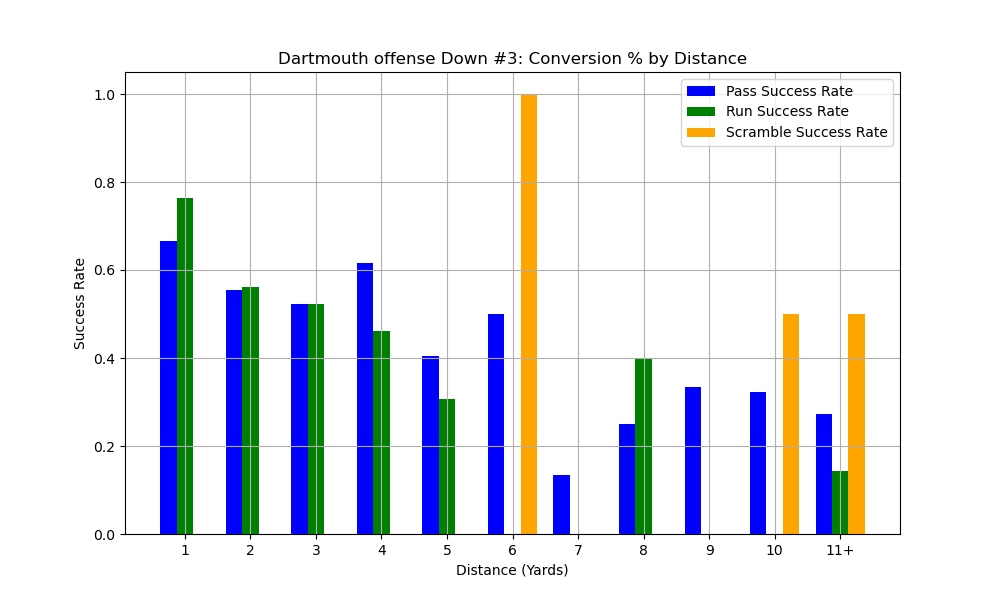 Dartmouth offense Down #3: Conversion % by Distance
Pass Success Rate
Run Success Rate
Scramble Success Rate
Success Rate
1.0
0.8
0.6
0.4
0.2
0.0
1 2 3 4 5 6 7 8 9 10 11+
Distance (Yards)